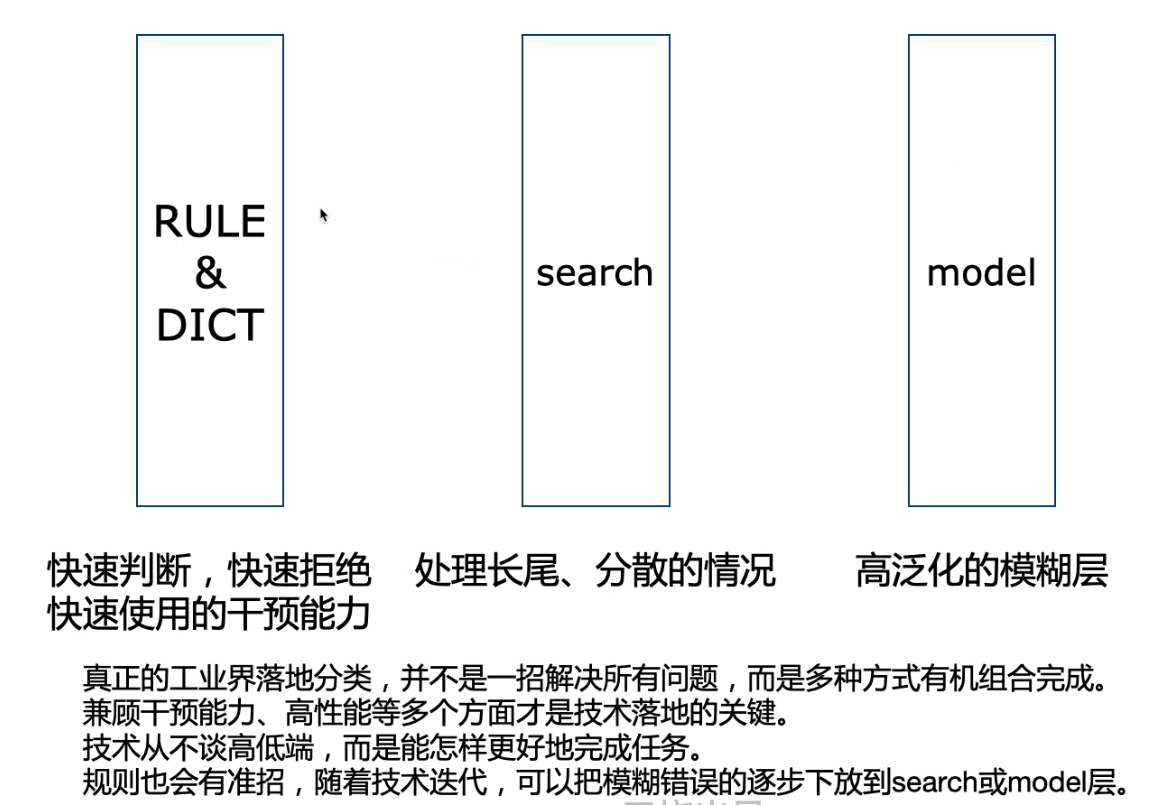 RULE
&
DICT
search
model
快速判断，快速拒绝
快速使用的干预能力
处理长尾、分散的情况
高泛化的模糊层
真正的工业界落地分类，并不是一招解决所有问题，而是多种方式有机组合完成。
兼顾干预能力、高性能等多个方面才是技术落地的关键。
技术从不谈高低端，而是能怎样更好地完成任务。
规则也会有准招，随着技术迭代，可以把模糊错误的逐步下放到search或model层。